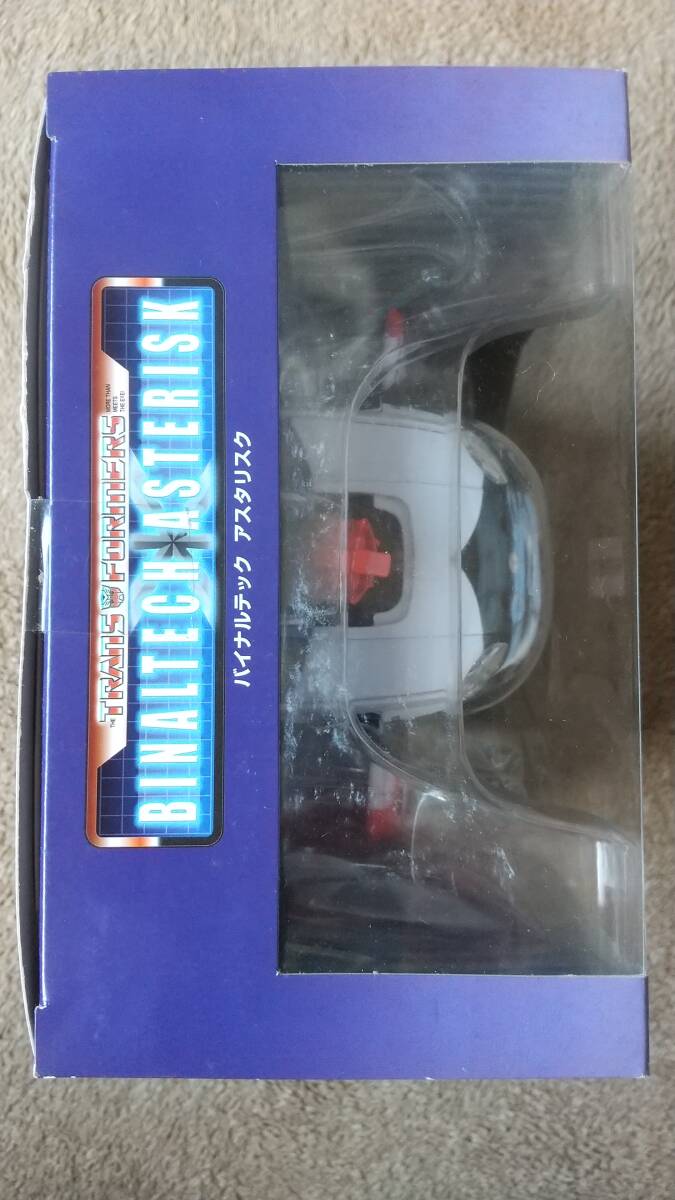 THE TRANSFORMERS MORE THAN
MEETS
THE EYE!
BINALTECH ASTERISK
バイナルテック アスタリスク